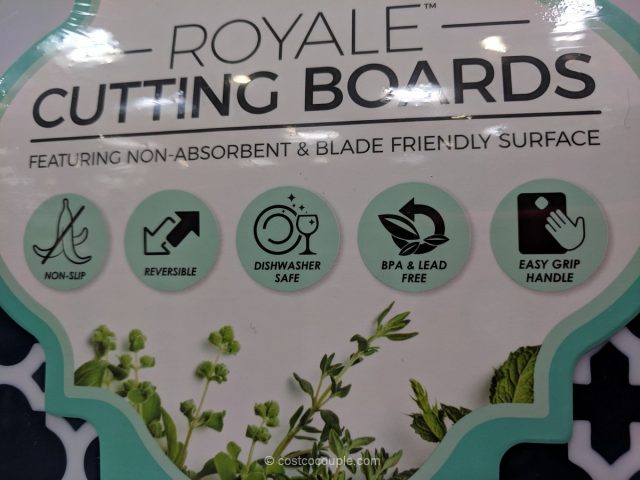 ROYALE™
CUTTING BOARDS
FEATURING NON-ABSORBENT & BLADE FRIENDLY SURFACE
NON-SLIP
REVERSIBLE
DISHWASHER
SAFE
BPA & LEAD
FREE
EASY GRIP
HANDLE
© costcocouple.com